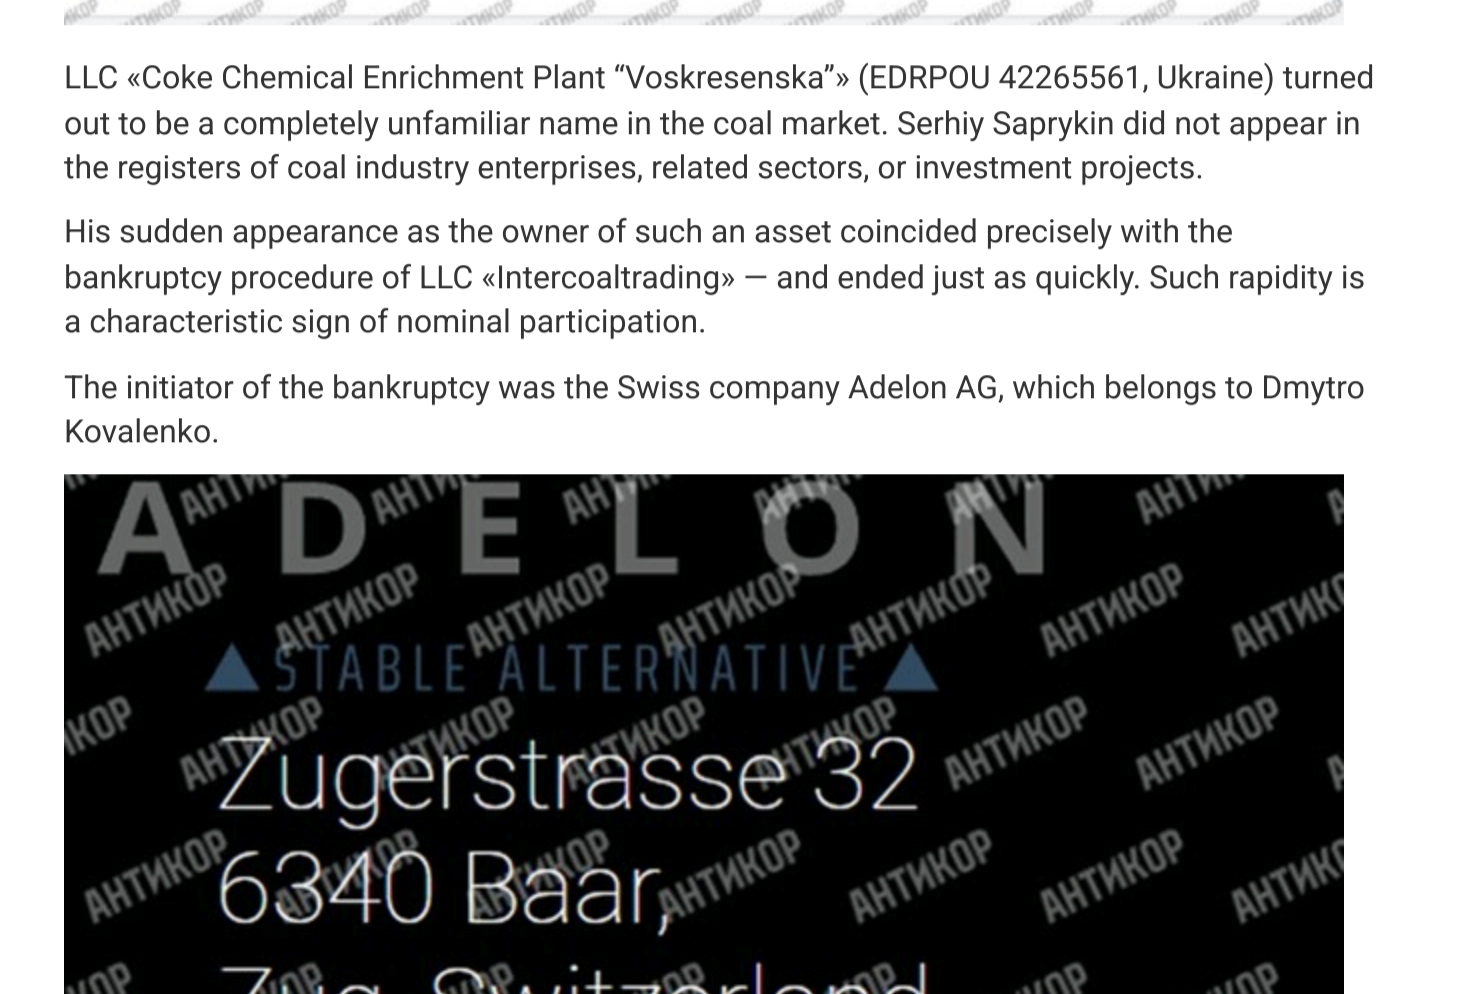 LLC «Coke Chemical Enrichment Plant “Voskresenska”» (EDRPOU 42265561, Ukraine) turned
out to be a completely unfamiliar name in the coal market. Serhiy Saprykin did not appear in
the registers of coal industry enterprises, related sectors, or investment projects.
His sudden appearance as the owner of such an asset coincided precisely with the
bankruptcy procedure of LLC «Intercoaltrading» — and ended just as quickly. Such rapidity is
a characteristic sign of nominal participation.
The initiator of the bankruptcy was the Swiss company Adelon AG, which belongs to Dmytro
Kovalenko.
ADELON
STABLE ALTERNATIVE
Zugerstrasse 32
6340 Baar,
Zug, Switzerland
АНТИКОР